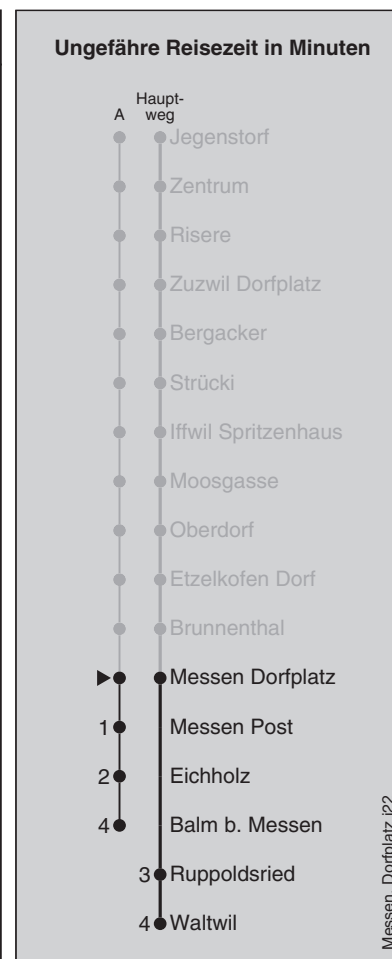 Ungefähre Reisezeit in Minuten
A
Haupt-
weg
Jegenstorf
Zentrum
Risere
Zuzwil Dorfplatz
Bergacker
Strücki
Iffwil Spritzenhaus
Moosgasse
Oberdorf
Etzelkofen Dorf
Brunnenthal
Messen Dorfplatz
1 Messen Post
2 Eichholz
4 Balm b. Messen
3 Ruppoldsried
4 Waltwil
Messen, Dorfplatz j22